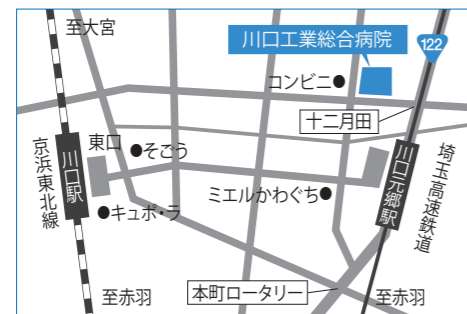 至大宮
川口工業総合病院
122
コンビニ
十二月田
東口
そごう
京浜東北線
川口駅
キュポ・ラ
ミエルかわぐち
川口元郷駅
埼玉高速鉄道
至赤羽
本町ロータリー
至赤羽